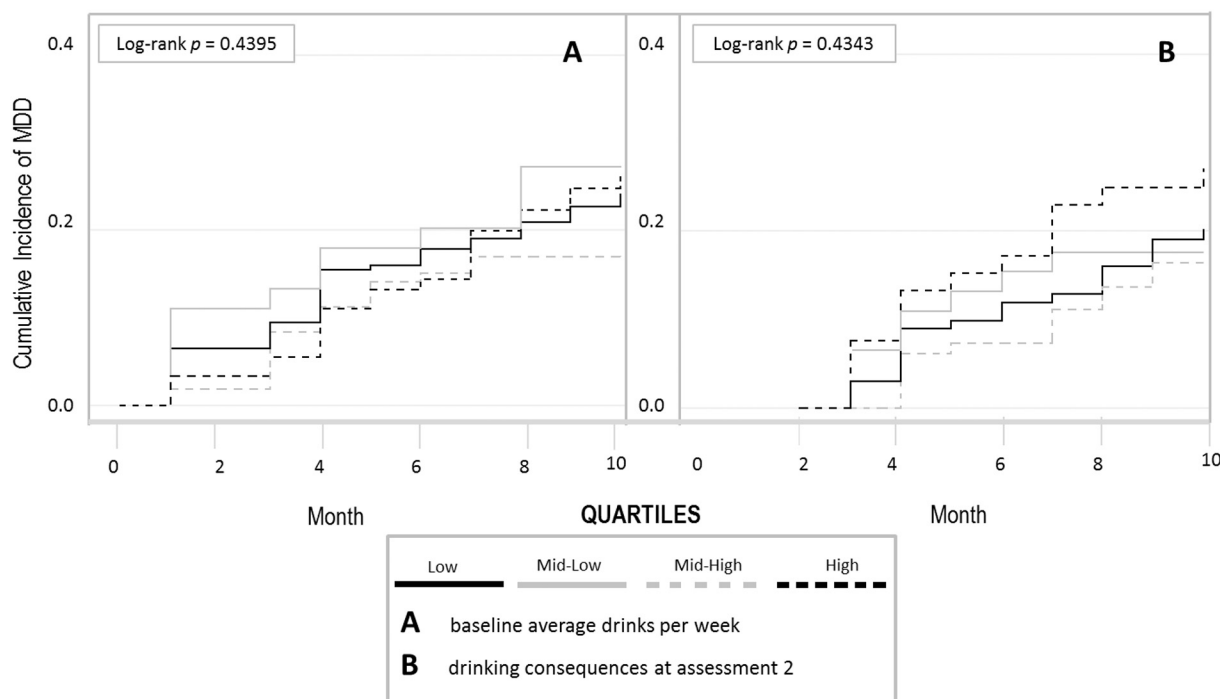 Log-rank p = 0.4395
A
Log-rank p = 0.4343
B
Cumulative Incidence of MDD
0.4
0.2
0.0
0.4
0.2
0.0
0 2 4 6 8 10
0 2 4 6 8 10
Month QUARTILES Month
Low Mid-Low Mid-High High
A baseline average drinks per week
B drinking consequences at assessment 2